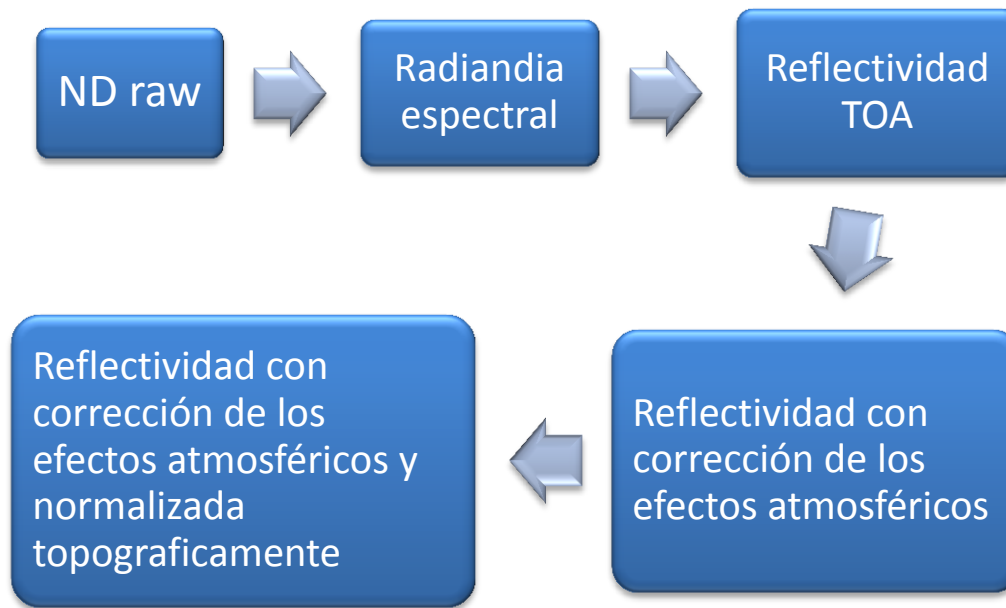 ND raw
Radiandia
espectral
Reflectividad
TOA
Reflectividad con
corrección de los
efectos atmosféricos
Reflectividad con
corrección de los
efectos atmosféricos y
normalizada
topograficamente